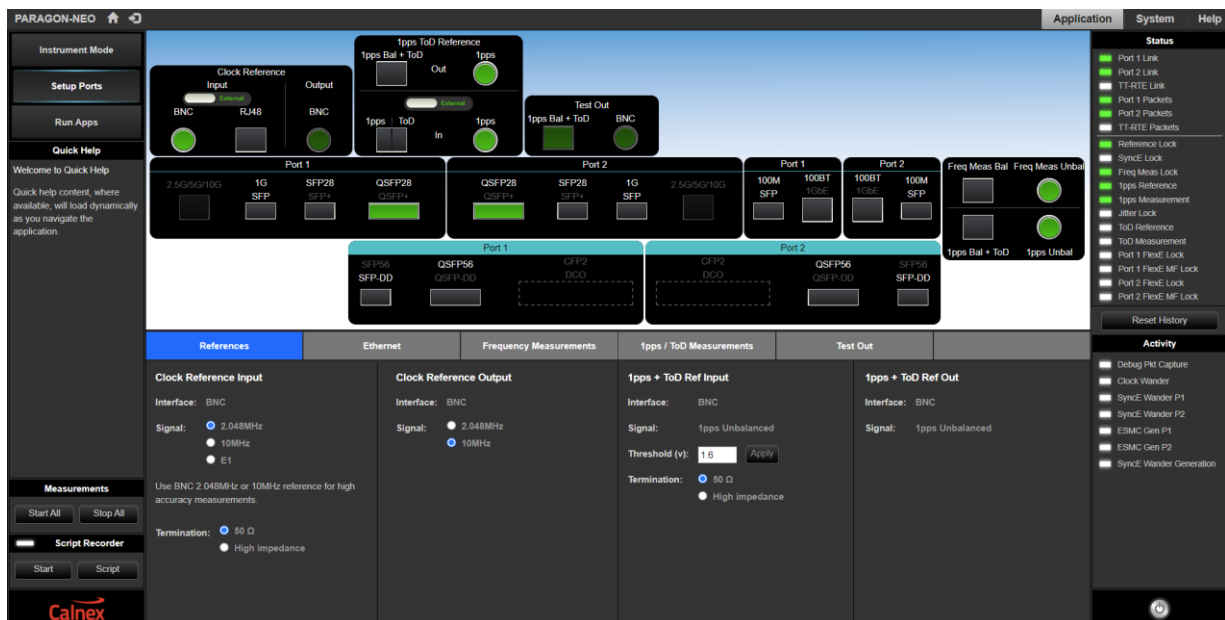 PARAGON-NEO
Application System Help
Instrument Mode
Setup Ports
Run Apps
Quick Help
Welcome to Quick Help
Quick help content, where
available, will load dynamically
as you navigate the
application.
Measurements
Start All Stop All
Script Recorder
Start Script
Calnex
Clock Reference
Input Output
External
BNC RJ48 BNC
1pps ToD Reference
1pps Bal + ToD 1pps
Out
External
1pps ToD 1pps
In
Test Out
1pps Bal + ToD BNC
Port 1
2.5G/5G/10G 1G SFP28 QSFP28
SFP SFP+ QSFP+
Port 2
QSFP28 SFP28 1G 2.5G/5G/10G
QSFP+ SFP+ SFP
Port 1
100M 100BT
SFP 1GbE
Port 2
100BT 100M
1GbE SFP
Freq Meas Bal Freq Meas Unbal
1pps Bal + ToD 1pps Unbal
Port 1
SFP56 QSFP56 CFP2
SFP-DD QSFP-DD DCO
Port 2
CFP2 QSFP56 SFP56
DCO QSFP-DD SFP-DD
References Ethernet Frequency Measurements 1pps / ToD Measurements Test Out
Clock Reference Input
Interface: BNC
Signal: 2.048MHz
10MHz
E1
Use BNC 2.048MHz or 10MHz reference for high
accuracy measurements.
Termination: 50 Ω
High impedance
Clock Reference Output
Interface: BNC
Signal: 2.048MHz
10MHz
1pps + ToD Ref Input
Interface: BNC
Signal: 1pps Unbalanced
Threshold (v): 1.6 Apply
Termination: 50 Ω
High impedance
1pps + ToD Ref Out
Interface: BNC
Signal: 1pps Unbalanced
Status
Port 1 Link
Port 2 Link
TT-RTE Link
Port 1 Packets
Port 2 Packets
TT-RTE Packets
Reference Lock
SyncE Lock
Freq Meas Lock
1pps Reference
1pps Measurement
Jitter Lock
ToD Reference
ToD Measurement
Port 1 FlexE Lock
Port 1 FlexE MF Lock
Port 2 FlexE Lock
Port 2 FlexE MF Lock
Reset History
Activity
Debug Pkt Capture
Clock Wander
SyncE Wander P1
SyncE Wander P2
ESMC Gen P1
ESMC Gen P2
SyncE Wander Generation